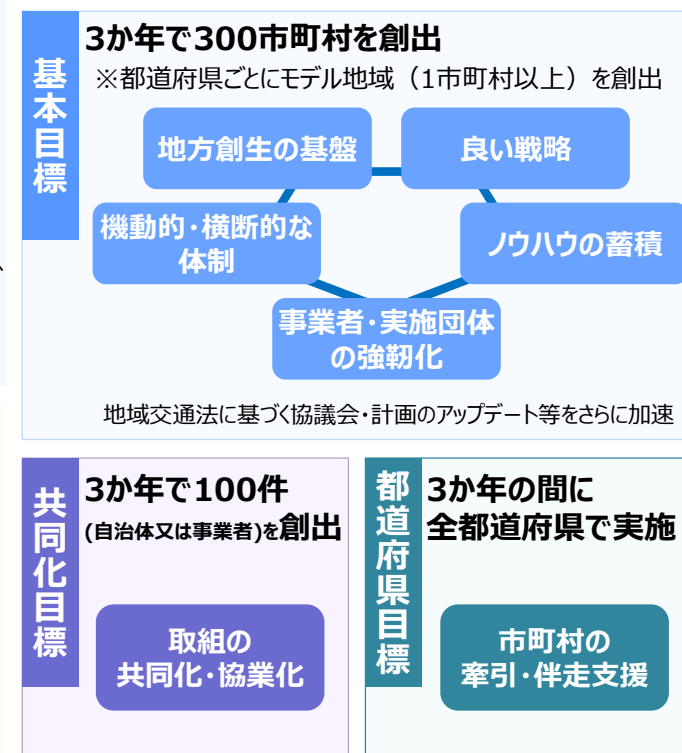 基本目標
3か年で300市町村を創出
※都道府県ごとにモデル地域（1市町村以上）を創出
地方創生の基盤
良い戦略
機動的・横断的な
体制
ノウハウの蓄積
事業者・実施団体
の強靭化
地域交通法に基づく協議会・計画のアップデート等をさらに加速
共同化目標
3か年で100件
(自治体又は事業者)を創出
取組の
共同化・協業化
都道府県目標
3か年の間に
全都道府県で実施
市町村の
牽引・伴走支援